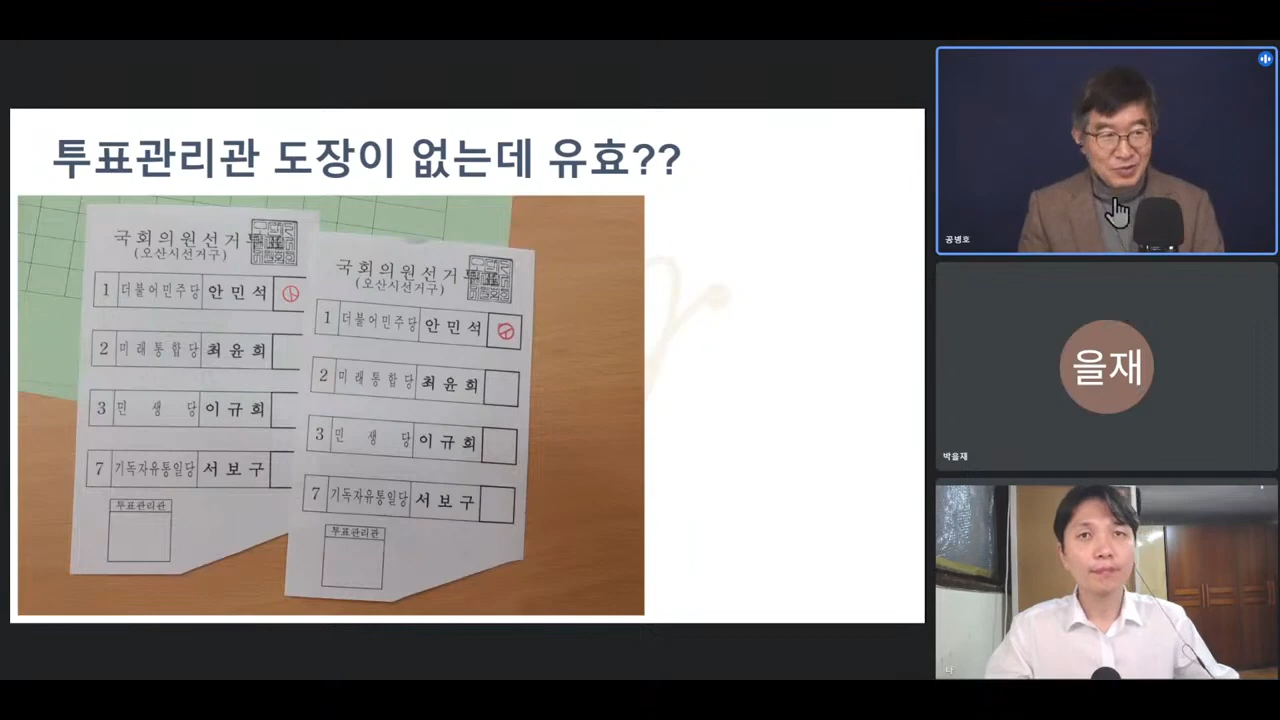 투표관리관 도장이 없는데 유효??
국회의원선거투표
(오산시선거구)
1 더불어민주당 안민석
2 미래통합당 최윤희
3 민생당 이규희
7 기독자유통일당 서보구
투표관리관
국회의원선거투표
(오산시선거구)
1 더불어민주당 안민석
2 미래통합당 최윤희
3 민생당 이규희
7 기독자유통일당 서보구
투표관리관
공병호
을재
박을재
나